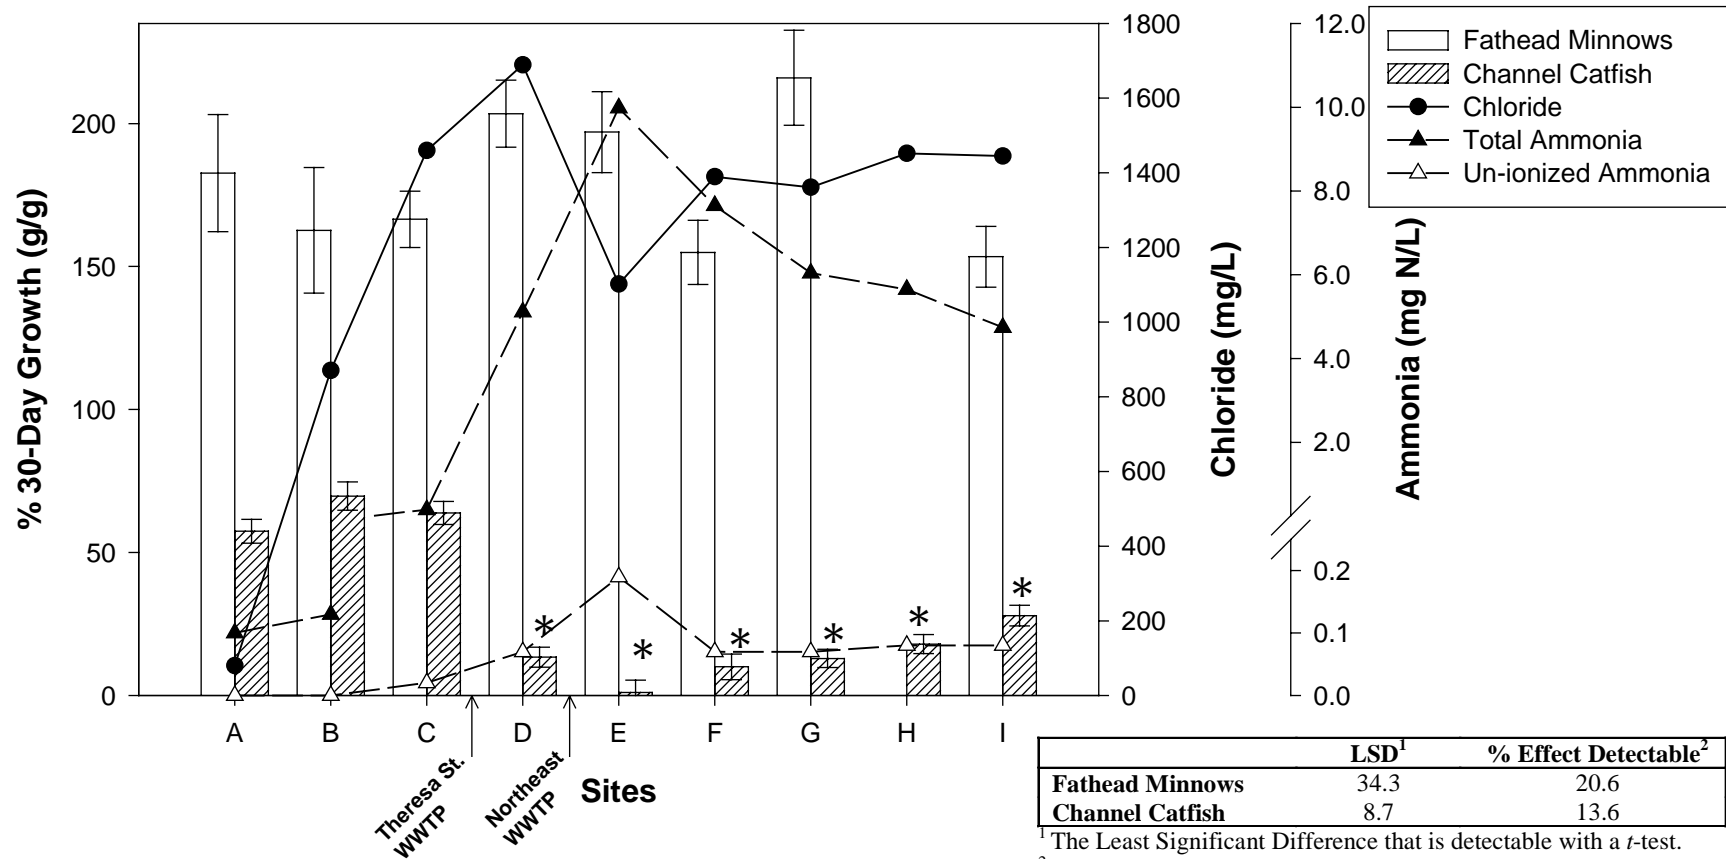 Fathead Minnows
Channel Catfish
Chloride
Total Ammonia
Un-ionized Ammonia
% 30-Day Growth (g/g)
200
150
100
50
0
1800
1600
1400
1200
1000
800
600
400
200
0
Chloride (mg/L)
12.0
10.0
8.0
6.0
4.0
2.0
0.2
0.1
0.0
Ammonia (mg N/L)
* * * * * *
A B C D E F G H I
Theresa St.
WWTP
Northeast
WWTP
Sites
LSD1 % Effect Detectable2
Fathead Minnows 34.3 20.6
Channel Catfish 8.7 13.6
1 The Least Significant Difference that is detectable with a t-test.